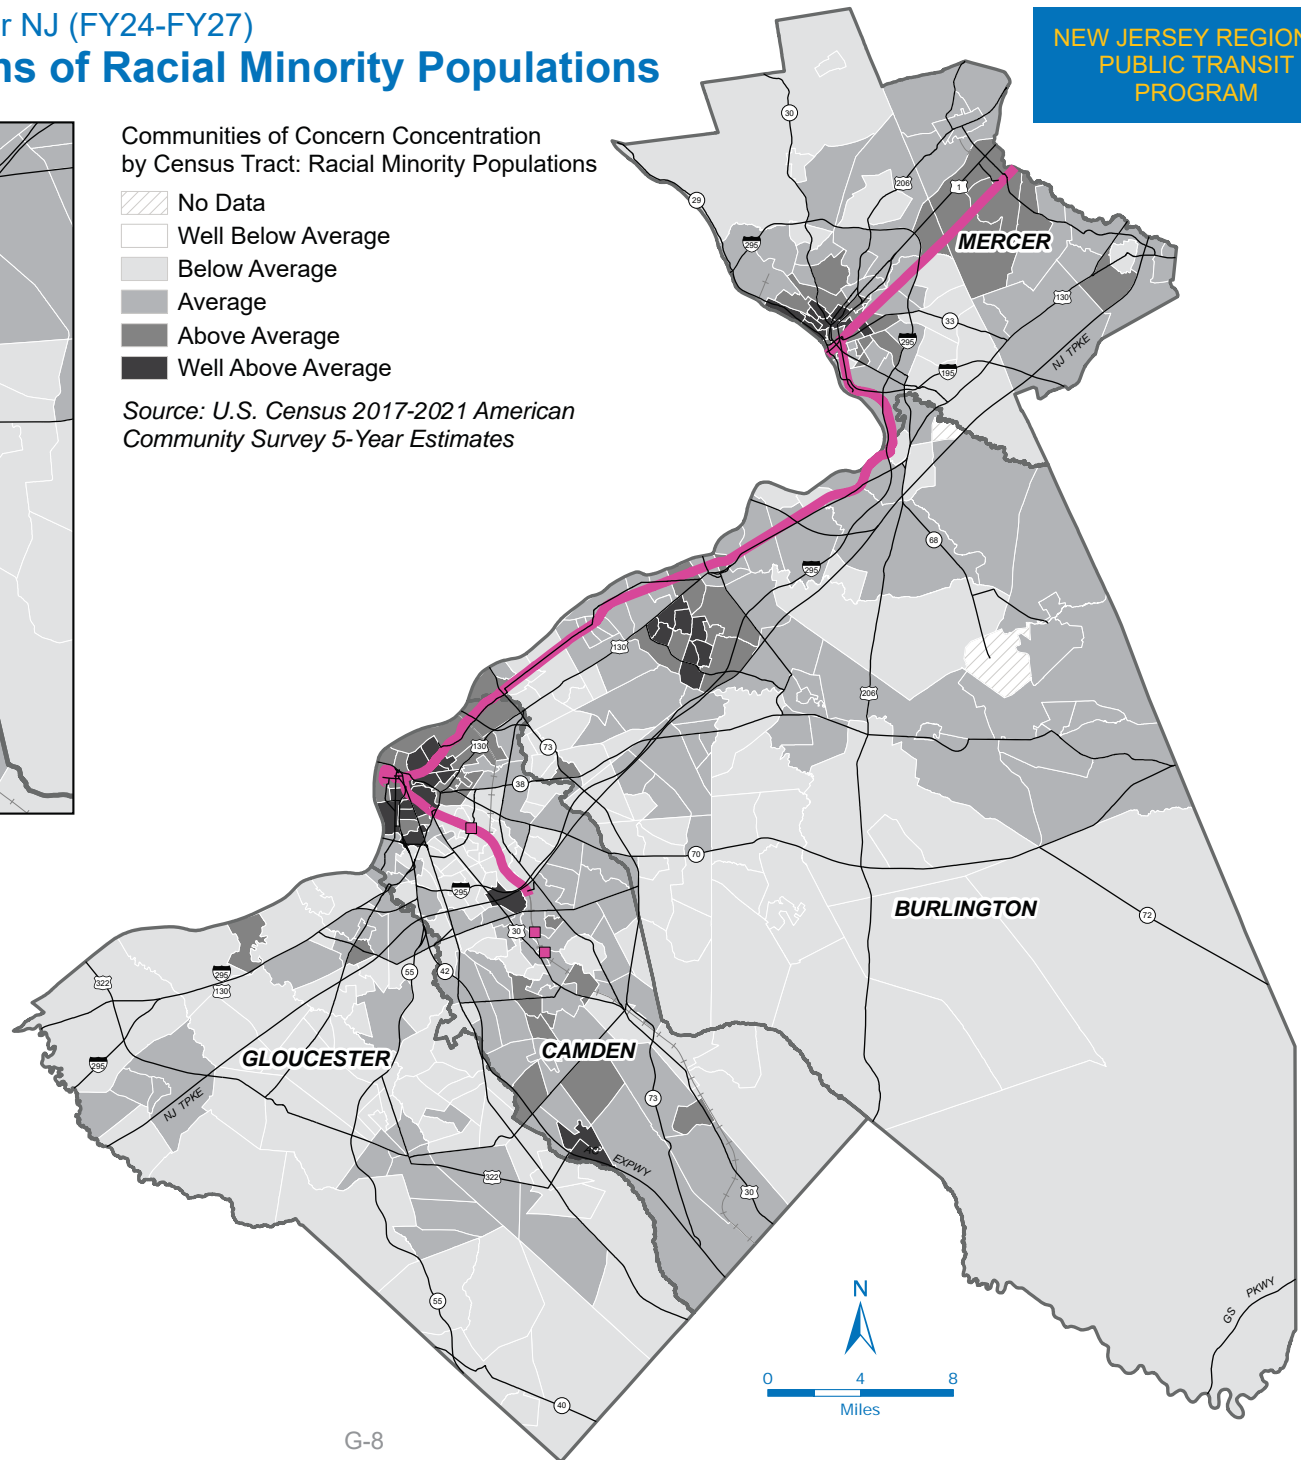 r NJ (FY24-FY27)
ns of Racial Minority Populations
NEW JERSEY REGION
PUBLIC TRANSIT
PROGRAM
Communities of Concern Concentration
by Census Tract: Racial Minority Populations
No Data
Well Below Average
Below Average
Average
Above Average
Well Above Average
Source: U.S. Census 2017-2021 American
Community Survey 5-Year Estimates
30
29
206
1
295
MERCER
130
33
295
195
NJ TPKE
68
295
130
206
130
73
38
70
295
BURLINGTON
72
30
322
295
130
55
42
GLOUCESTER
CAMDEN
295
NJ TPKE
73
EXPWY
322
30
55
40
GS PKWY
N
0 4 8
Miles
G-8